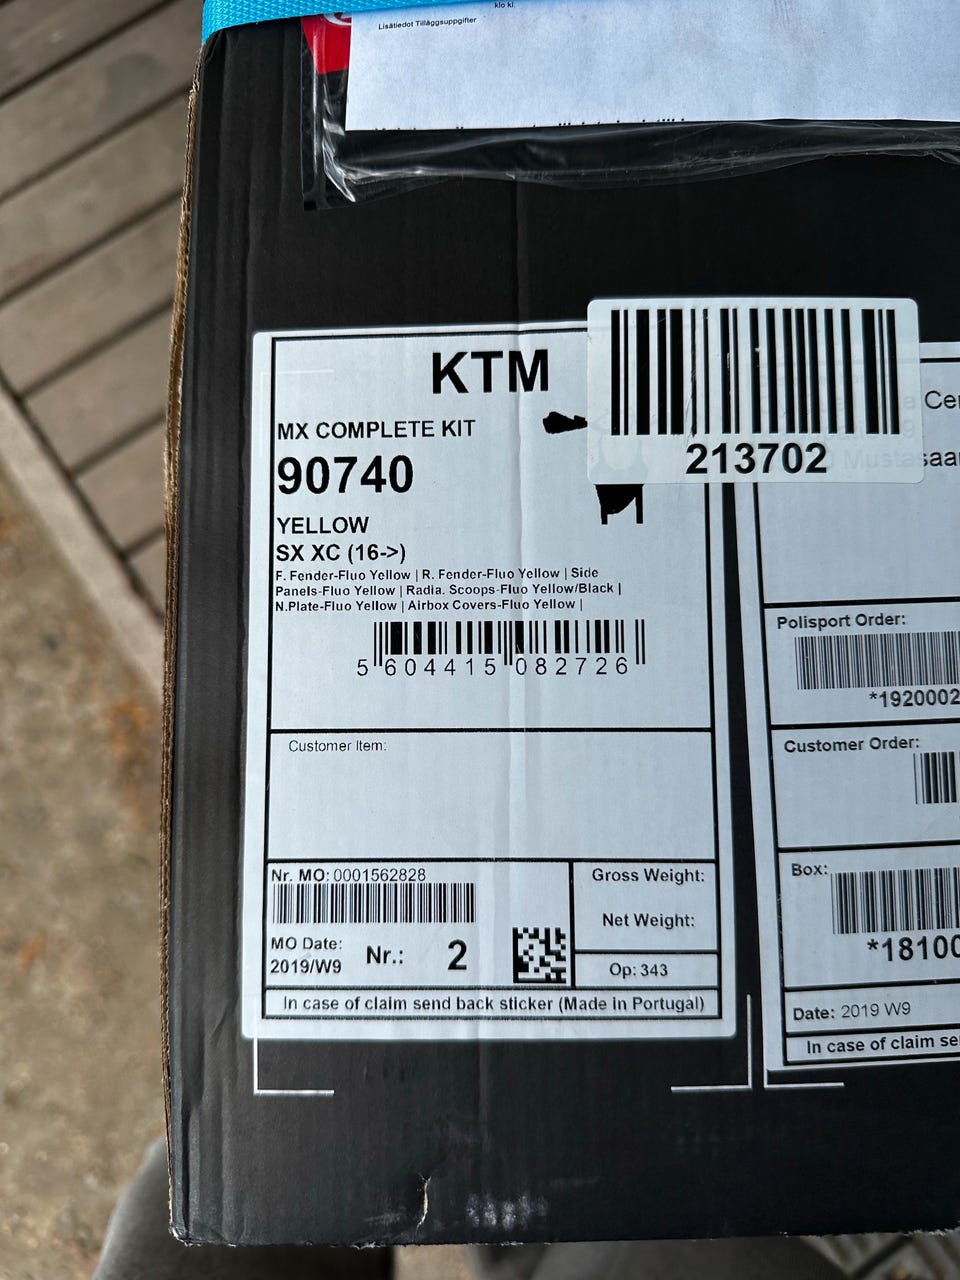 klo kl.
Lisätiedot Tilläggsuppgifter
KTM
MX COMPLETE KIT
90740
YELLOW
SX XC (16->)
F. Fender-Fluo Yellow | R. Fender-Fluo Yellow | Side
Panels-Fluo Yellow | Radia. Scoops-Fluo Yellow/Black |
N.Plate-Fluo Yellow | Airbox Covers-Fluo Yellow |
5 604415 082726
Customer Item:
Nr. MO: 0001562828
MO Date:
2019/W9
Nr.: 2
Gross Weight:
Net Weight:
Op: 343
In case of claim send back sticker (Made in Portugal)
213702
Polisport Order:
*1920002
Customer Order:
Box:
*18100
Date: 2019 W9
In case of claim se